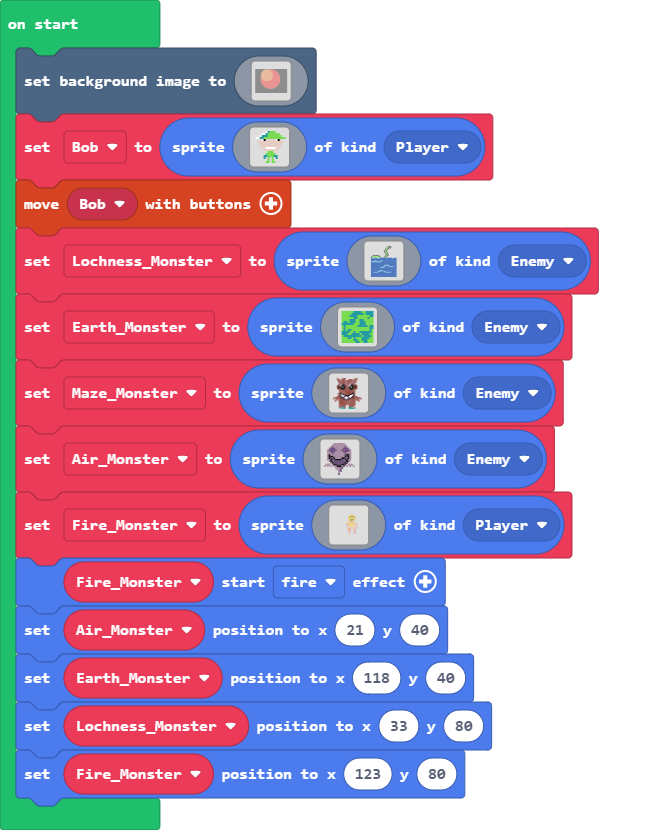 on start
set background image to
set Bob to sprite of kind Player
move Bob with buttons
set Lochness_Monster to sprite of kind Enemy
set Earth_Monster to sprite of kind Enemy
set Maze_Monster to sprite of kind Enemy
set Air_Monster to sprite of kind Enemy
set Fire_Monster to sprite of kind Player
Fire_Monster start fire effect
set Air_Monster position to x 21 y 40
set Earth_Monster position to x 118 y 40
set Lochness_Monster position to x 33 y 80
set Fire_Monster position to x 123 y 80